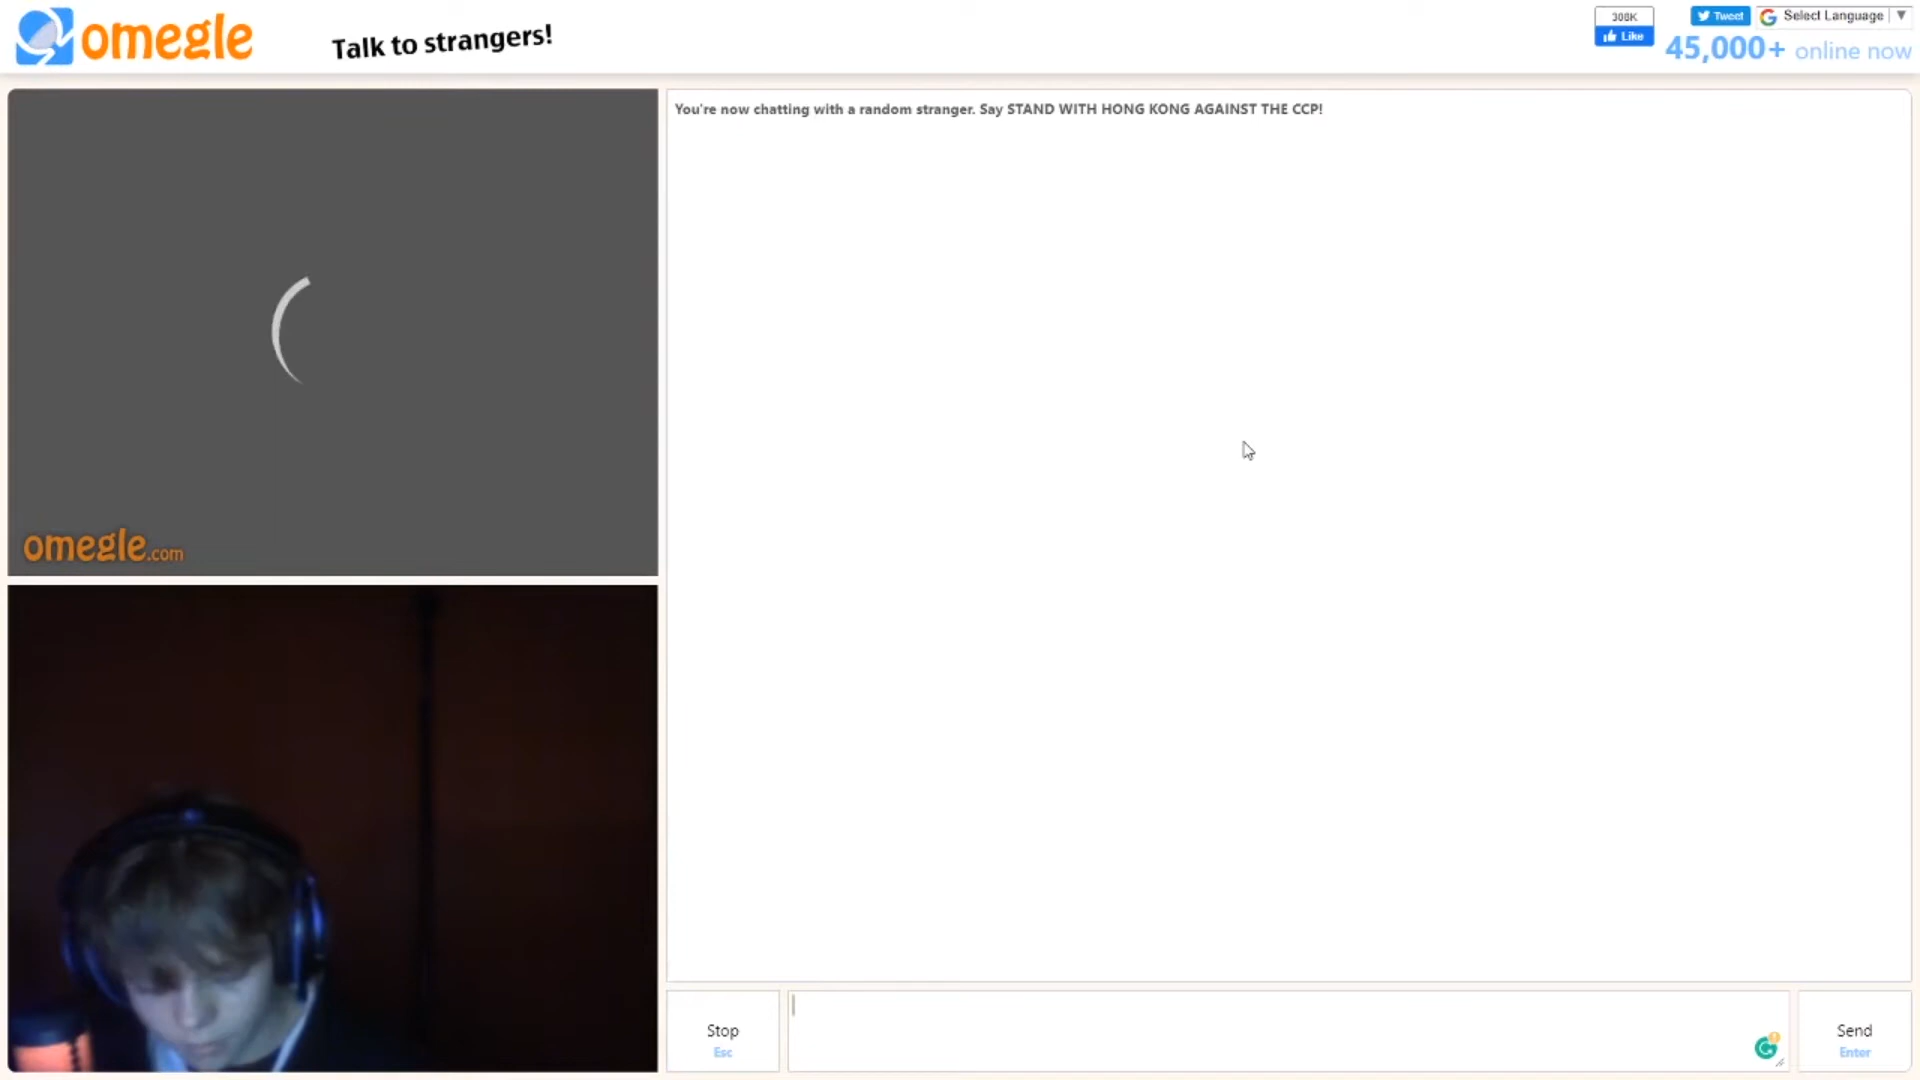 omegle
Talk to strangers!
308K
Like
Tweet
Select Language
45,000+ online now
You're now chatting with a random stranger. Say STAND WITH HONG KONG AGAINST THE CCP!
omegle.com
Stop
Esc
Send
Enter